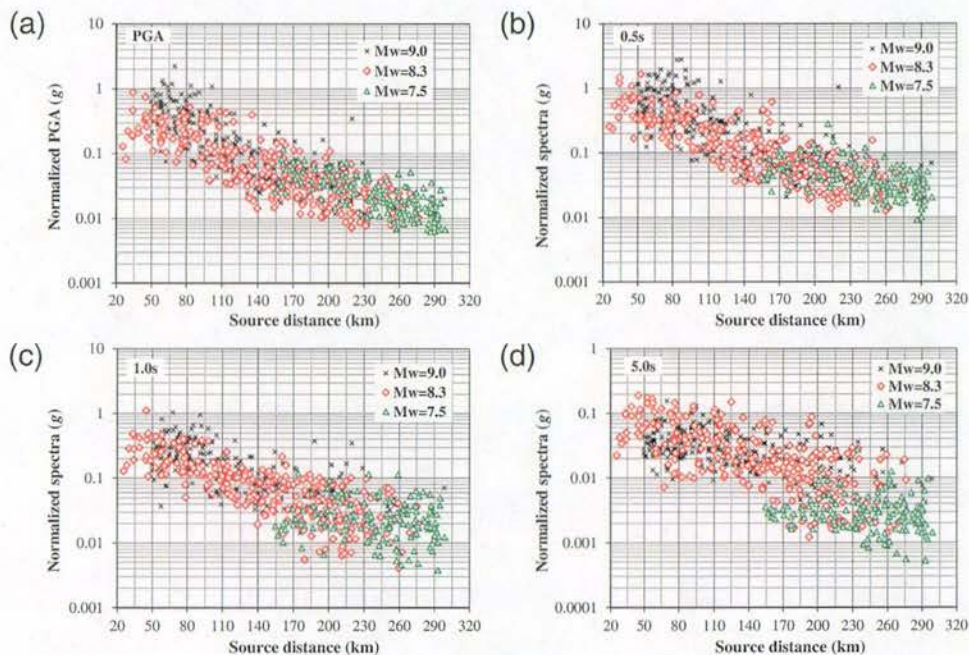 (a)
PGA
Mw=9.0
Mw=8.3
Mw=7.5
Normalized PGA (g)
10
1
0.1
0.01
0.001
20 50 80 110 140 170 200 230 260 290 320
Source distance (km)
(b)
0.5s
Mw=9.0
Mw=8.3
Mw=7.5
Normalized spectra (g)
10
1
0.1
0.01
0.001
20 50 80 110 140 170 200 230 260 290 320
Source distance (km)
(c)
1.0s
Mw=9.0
Mw=8.3
Mw=7.5
Normalized spectra (g)
10
1
0.1
0.01
0.001
20 50 80 110 140 170 200 230 260 290 320
Source distance (km)
(d)
5.0s
Mw=9.0
Mw=8.3
Mw=7.5
Normalized spectra (g)
1
0.1
0.01
0.001
0.0001
20 50 80 110 140 170 200 230 260 290 320
Source distance (km)